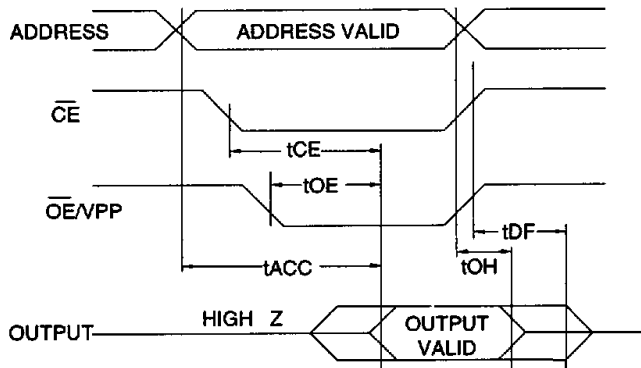 ADDRESS
ADDRESS VALID
CE
tCE
tOE
OE/VPP
tDF
tACC
tOH
HIGH Z
OUTPUT
OUTPUT
VALID